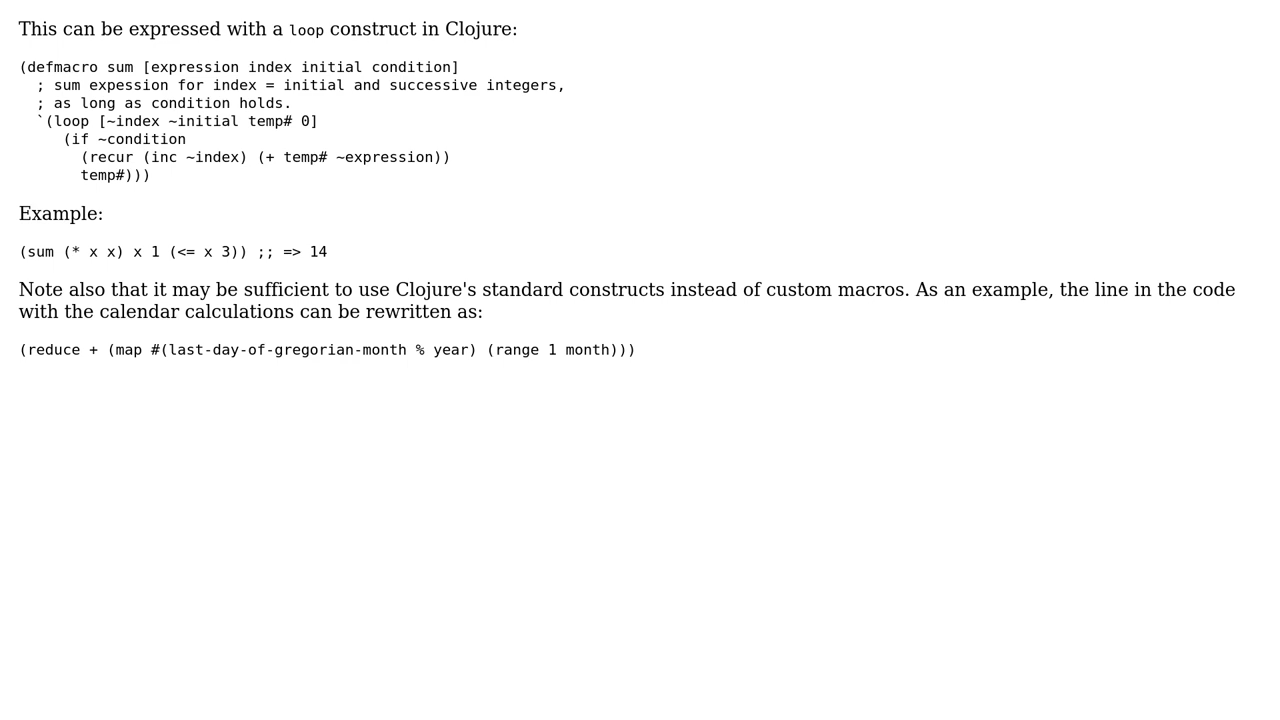 This can be expressed with a loop construct in Clojure:
(defmacro sum [expression index initial condition]
  ; sum expession for index = initial and successive integers,
  ; as long as condition holds.
  `(loop [~index ~initial temp# 0]
     (if ~condition
       (recur (inc ~index) (+ temp# ~expression))
       temp#)))
Example:
(sum (* x x) x 1 (<= x 3)) ;; => 14
Note also that it may be sufficient to use Clojure's standard constructs instead of custom macros. As an example, the line in the code
with the calendar calculations can be rewritten as:
(reduce + (map #(last-day-of-gregorian-month % year) (range 1 month)))